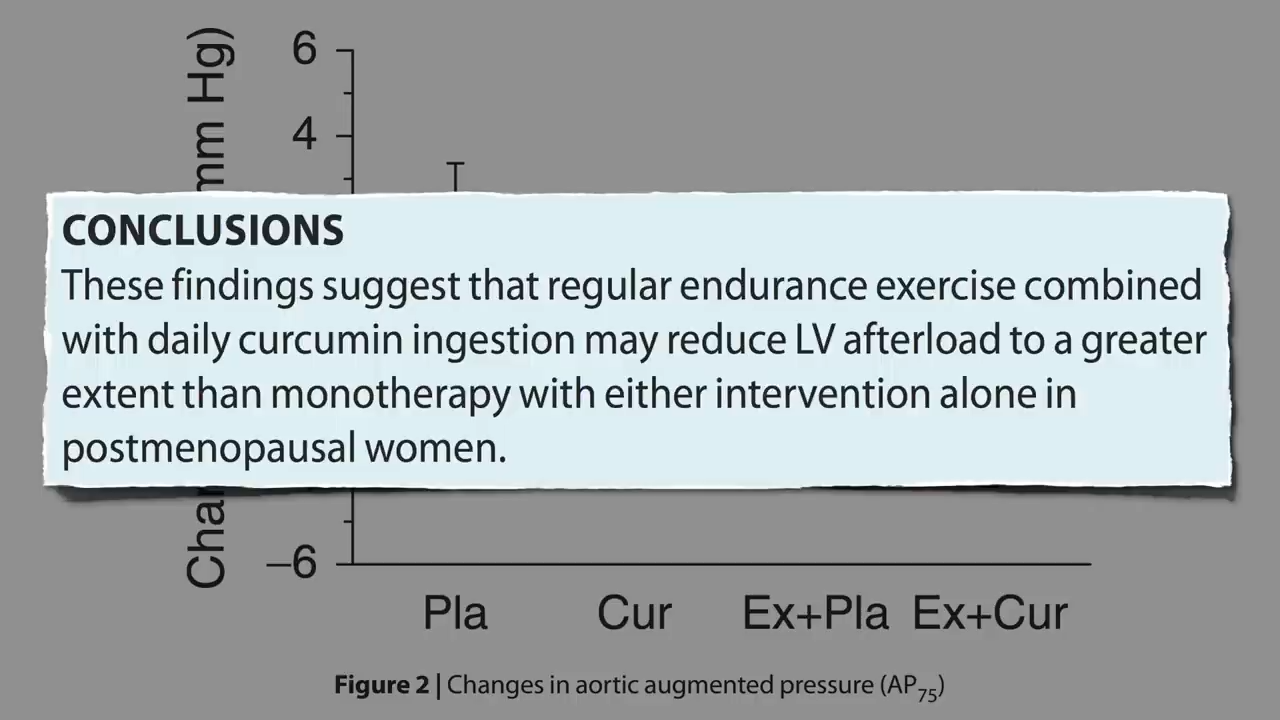 6
4
mm Hg)
CONCLUSIONS
These findings suggest that regular endurance exercise combined
with daily curcumin ingestion may reduce LV afterload to a greater
extent than monotherapy with either intervention alone in
postmenopausal women.
–6
Pla Cur Ex+Pla Ex+Cur
Figure 2 | Changes in aortic augmented pressure (AP75)